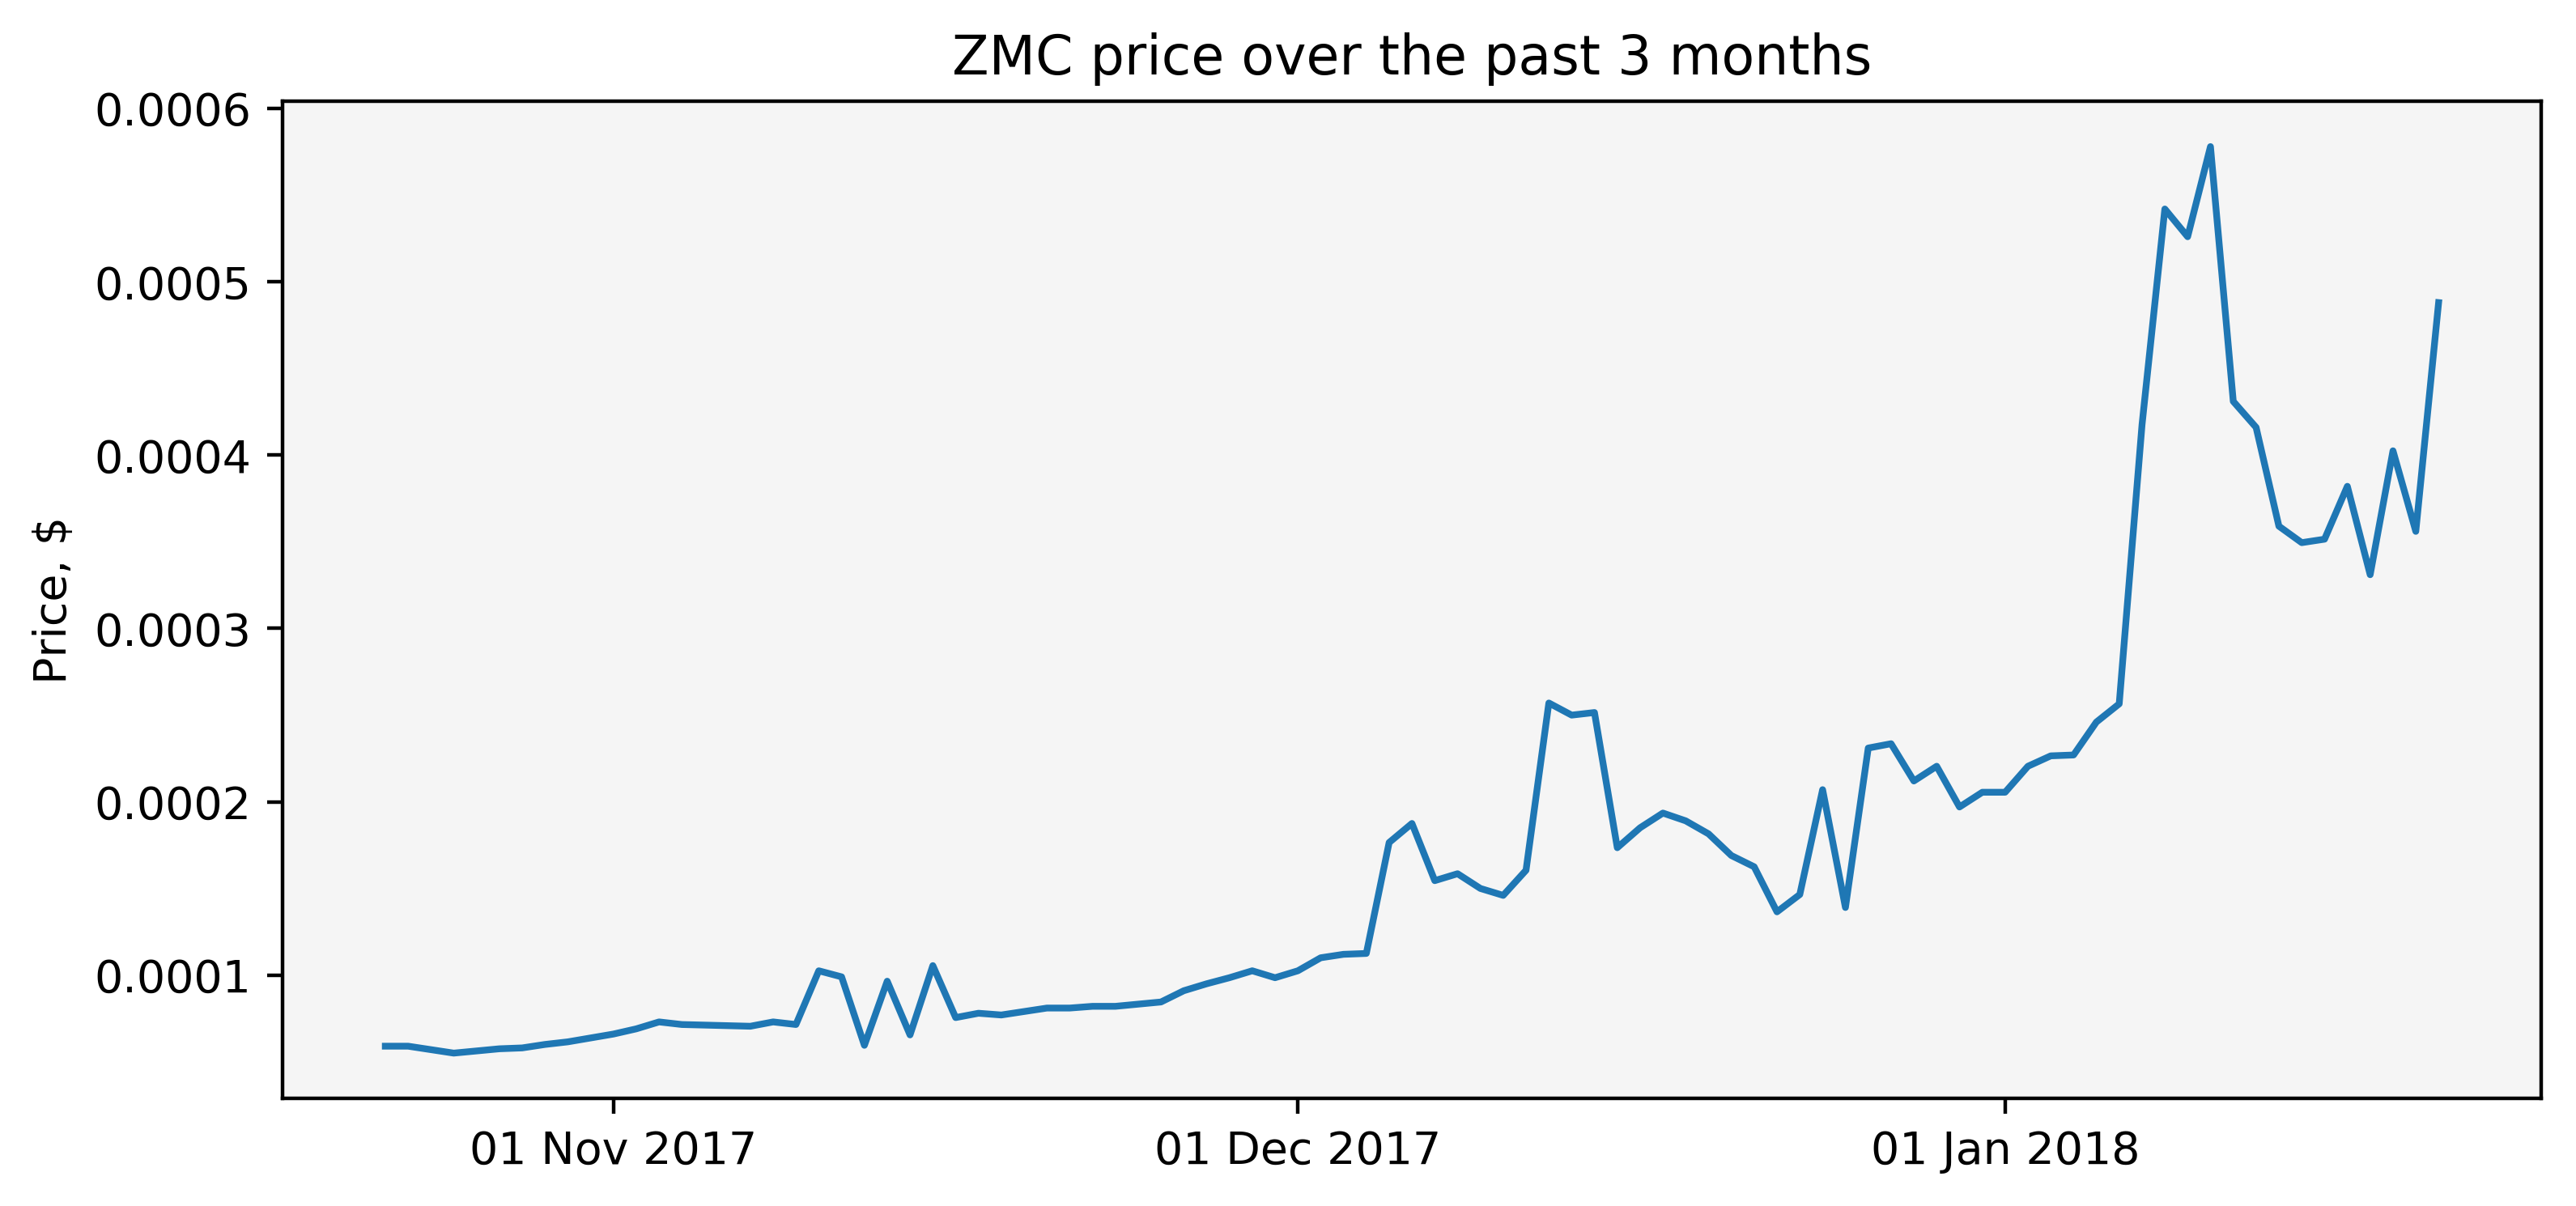 ZMC price over the past 3 months
0.0006
0.0005
0.0004
0.0003
0.0002
0.0001
Price, $
01 Nov 2017
01 Dec 2017
01 Jan 2018